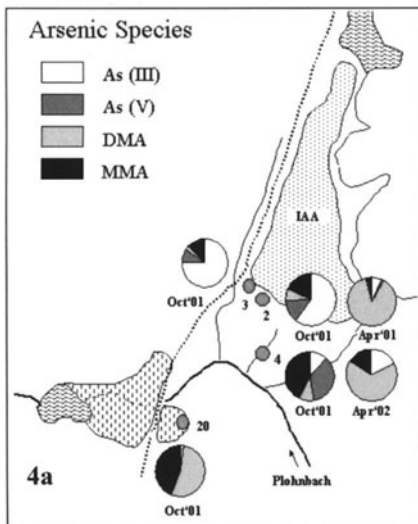 Arsenic Species
As (III)
As (V)
DMA
MMA
IAA
Oct'01
3
2
Oct'01
Apr'01
4
Oct'01
Apr'02
20
4a
Plohnbach
Oct'01